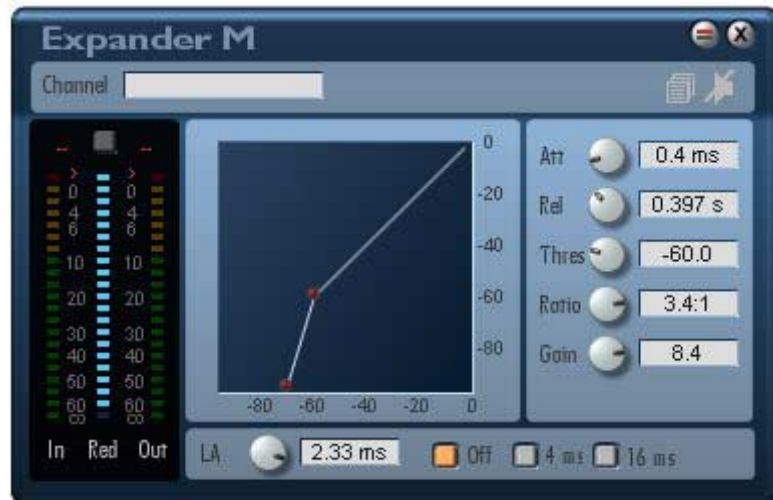 Expander M
X
Channel
-- --
> >
0 0
4 4
6 6
10 10
20 20
30 30
40 40
50 50
60 60
∞ ∞
In Red Out
0
-20
-40
-60
-80
-80 -60 -40 -20 0
Att 0.4 ms
Rel 0.397 s
Thres -60.0
Ratio 3.4:1
Gain 8.4
LA 2.33 ms Off 4 ms 16 ms